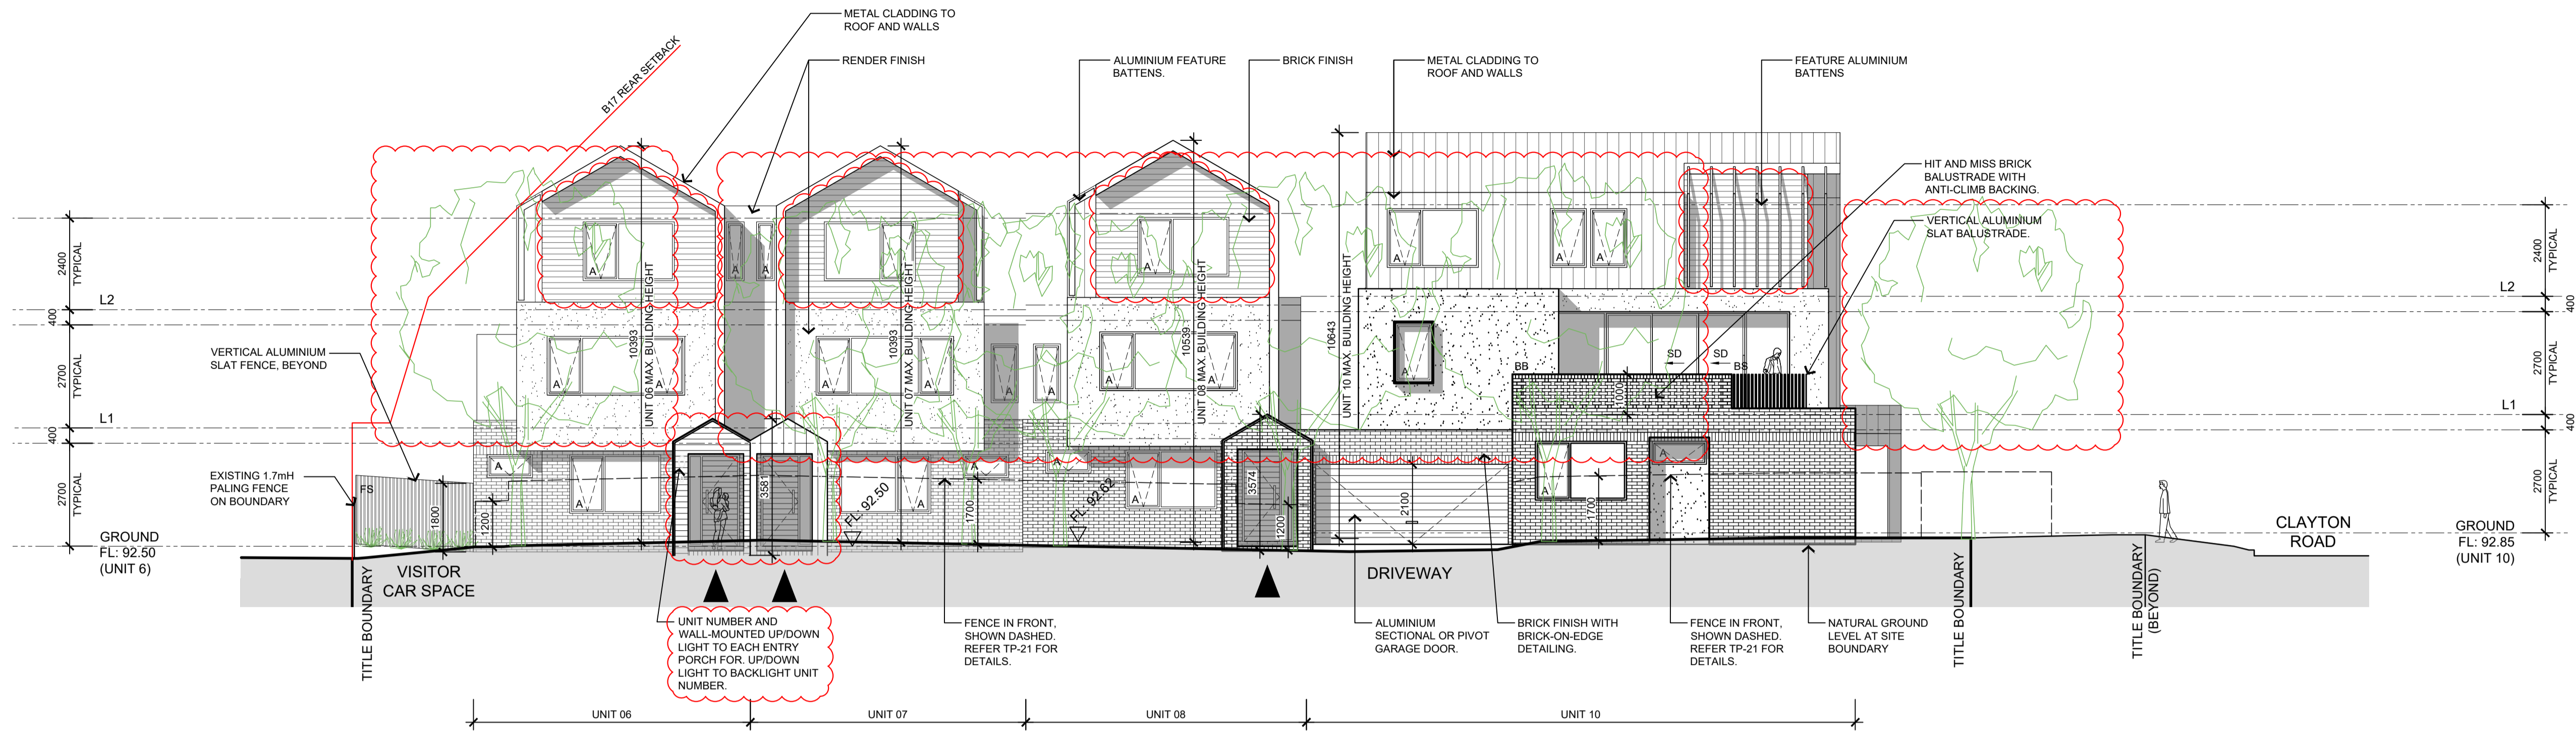 METAL CLADDING TO
ROOF AND WALLS
RENDER FINISH
ALUMINIUM FEATURE
BATTENS.
BRICK FINISH
METAL CLADDING TO
ROOF AND WALLS
FEATURE ALUMINIUM
BATTENS
B17 REAR SETBACK
HIT AND MISS BRICK
BALUSTRADE WITH
ANTI-CLIMB BACKING.
VERTICAL ALUMINIUM
SLAT BALUSTRADE.
2400
TYPICAL
L2
400
2700
TYPICAL
L1
400
2700
TYPICAL
GROUND
FL: 92.50
(UNIT 6)
VERTICAL ALUMINIUM
SLAT FENCE, BEYOND
EXISTING 1.7mH
PALING FENCE
ON BOUNDARY
FS
1800
1200
A
A
A
A
A
A
10393
UNIT 06 MAX. BUILDING HEIGHT
A
A
A
A
A
A
A
A
10393
UNIT 07 MAX. BUILDING HEIGHT
3581
FL: 92.50
1700
A
A
A
A
A
A
10539
UNIT 08 MAX. BUILDING HEIGHT
FL: 92.62
3574
1200
10643
UNIT 10 MAX. BUILDING HEIGHT
A
A
A
A
SD
SD
BB
BS
1000
2100
A
1700
A
2400
TYPICAL
L2
400
2700
TYPICAL
L1
400
2700
TYPICAL
GROUND
FL: 92.85
(UNIT 10)
CLAYTON
ROAD
TITLE BOUNDARY
VISITOR
CAR SPACE
DRIVEWAY
TITLE BOUNDARY
TITLE BOUNDARY
(BEYOND)
UNIT NUMBER AND
WALL-MOUNTED UP/DOWN
LIGHT TO EACH ENTRY
PORCH FOR. UP/DOWN
LIGHT TO BACKLIGHT UNIT
NUMBER.
FENCE IN FRONT,
SHOWN DASHED.
REFER TP-21 FOR
DETAILS.
ALUMINIUM
SECTIONAL OR PIVOT
GARAGE DOOR.
BRICK FINISH WITH
BRICK-ON-EDGE
DETAILING.
FENCE IN FRONT,
SHOWN DASHED.
REFER TP-21 FOR
DETAILS.
NATURAL GROUND
LEVEL AT SITE
BOUNDARY
UNIT 06
UNIT 07
UNIT 08
UNIT 10